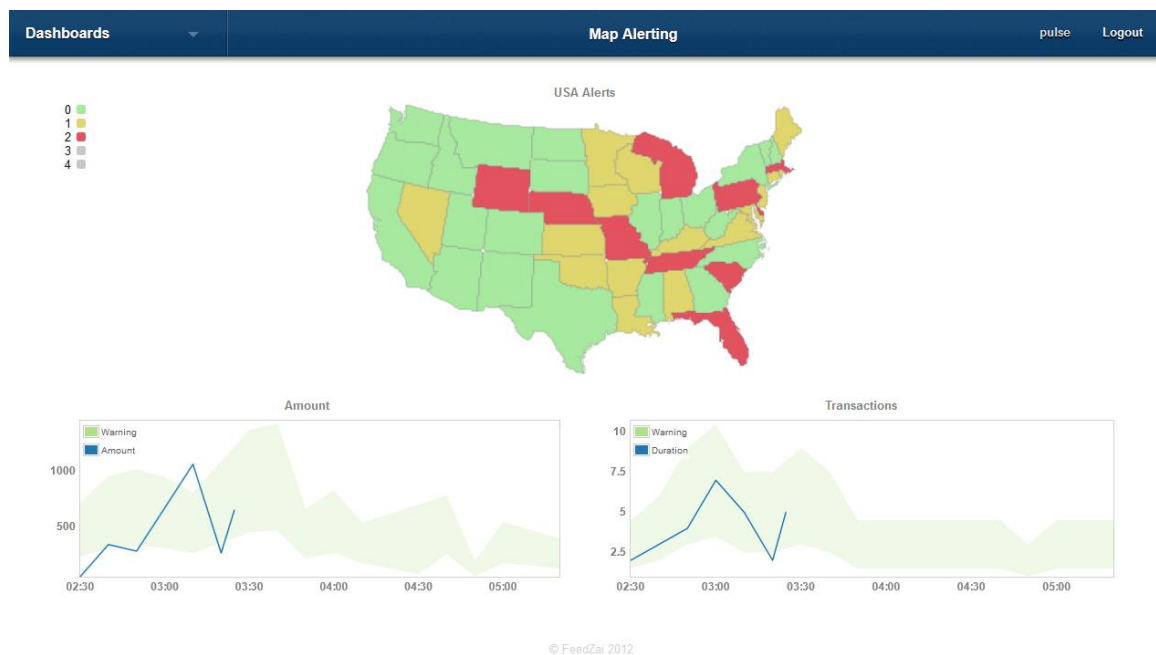 Dashboards Map Alerting pulse Logout
USA Alerts
0
1
2
3
4
Amount
Warning
Amount
1000
500
02:30 03:00 03:30 04:00 04:30 05:00
Transactions
Warning
Duration
10
7.5
5
2.5
02:30 03:00 03:30 04:00 04:30 05:00
© FeedZai 2012